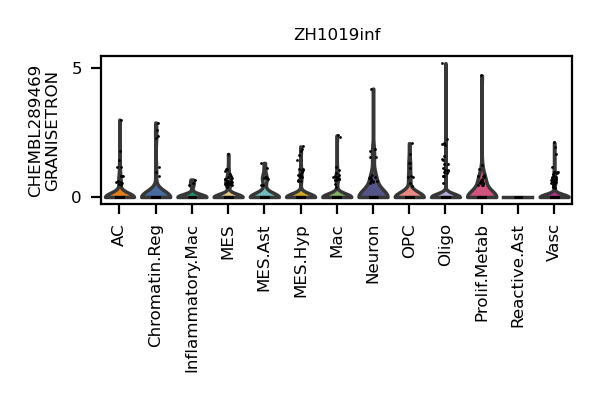 ZH1019inf
CHEMBL289469
GRANISETRON
5
0
AC
Chromatin.Reg
Inflammatory.Mac
MES
MES.Ast
MES.Hyp
Mac
Neuron
OPC
Oligo
Prolif.Metab
Reactive.Ast
Vasc